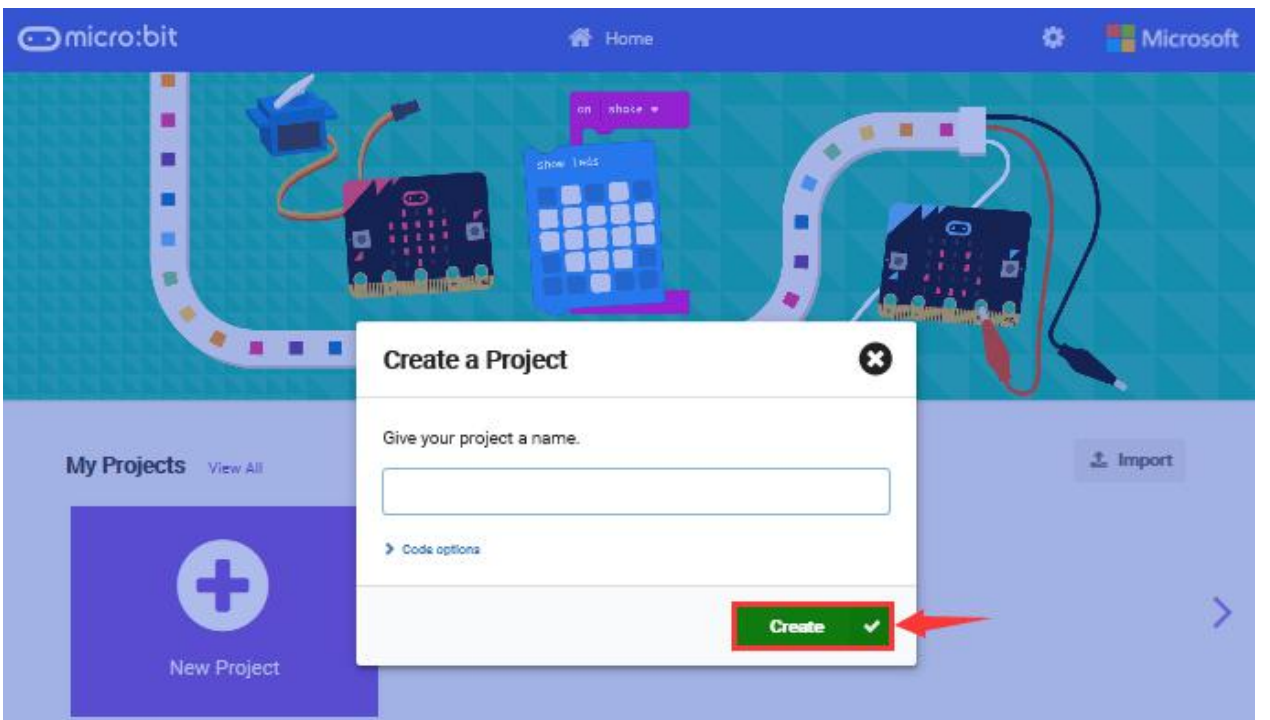 micro:bit
Home
Microsoft
on shake
show leds
Create a Project
Give your project a name.
My Projects View All
Import
Code options
Create
New Project